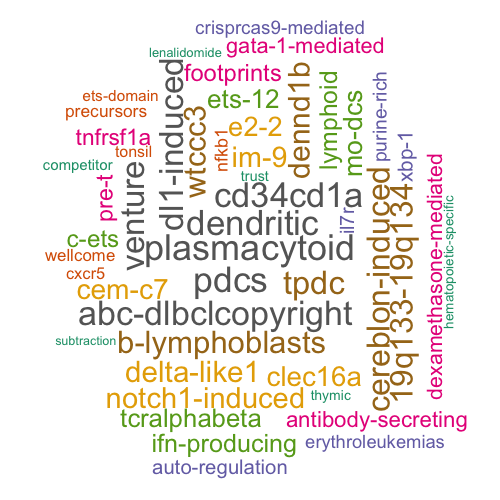 crisprcas9-mediated
lenalidomide
gata-1-mediated
footprints
ets-domain
precursors
ets-12
tnfrsf1a
tonsil
competitor
pre-t
dl1-induced
wtccc3
nfkb1
e2-2
im-9
trust
dennd1b
lymphoid
mo-dcs
purine-rich
xbp-1
venture
cd34cd1a
il7r
dendritic
c-ets
plasmacytoid
wellcome
cxcr5
cem-c7
pdcs
tpdc
abc-dlbclcopyright
cereblon-induced
19q133-19q134
dexamethasone-mediated
hematopoietic-specific
subtraction
b-lymphoblasts
delta-like1
clec16a
notch1-induced
thymic
tcralphabeta
antibody-secreting
ifn-producing
erythroleukemias
auto-regulation